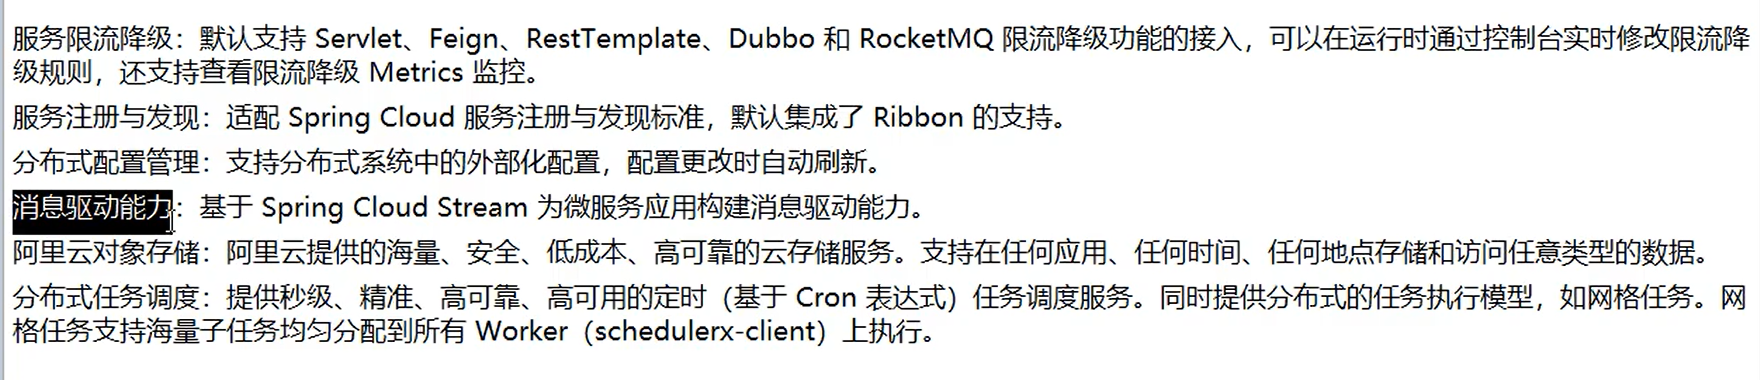 服务限流降级：默认支持 Servlet、Feign、RestTemplate、Dubbo 和 RocketMQ 限流降级功能的接入，可以在运行时通过控制台实时修改限流降
级规则，还支持查看限流降级 Metrics 监控。
服务注册与发现：适配 Spring Cloud 服务注册与发现标准，默认集成了 Ribbon 的支持。
分布式配置管理：支持分布式系统中的外部化配置，配置更改时自动刷新。
消息驱动能力：基于 Spring Cloud Stream 为微服务应用构建消息驱动能力。
阿里云对象存储：阿里云提供的海量、安全、低成本、高可靠的云存储服务。支持在任何应用、任何时间、任何地点存储和访问任意类型的数据。
分布式任务调度：提供秒级、精准、高可靠、高可用的定时（基于 Cron 表达式）任务调度服务。同时提供分布式的任务执行模型，如网格任务。网
格任务支持海量子任务均匀分配到所有 Worker（schedulerx-client）上执行。